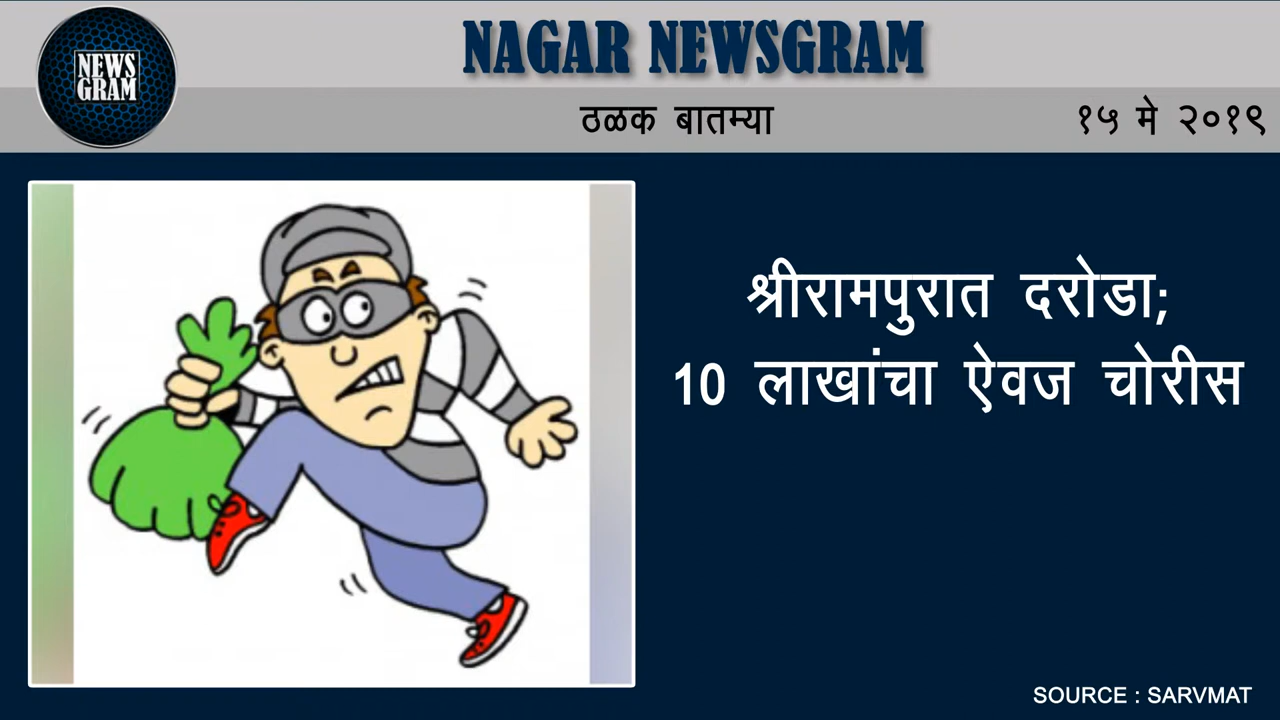 NEWS
GRAM
NAGAR NEWSGRAM
ठळक बातम्या
१५ मे २०१९
श्रीरामपुरात दरोडा;
10 लाखांचा ऐवज चोरीस
SOURCE : SARVMAT